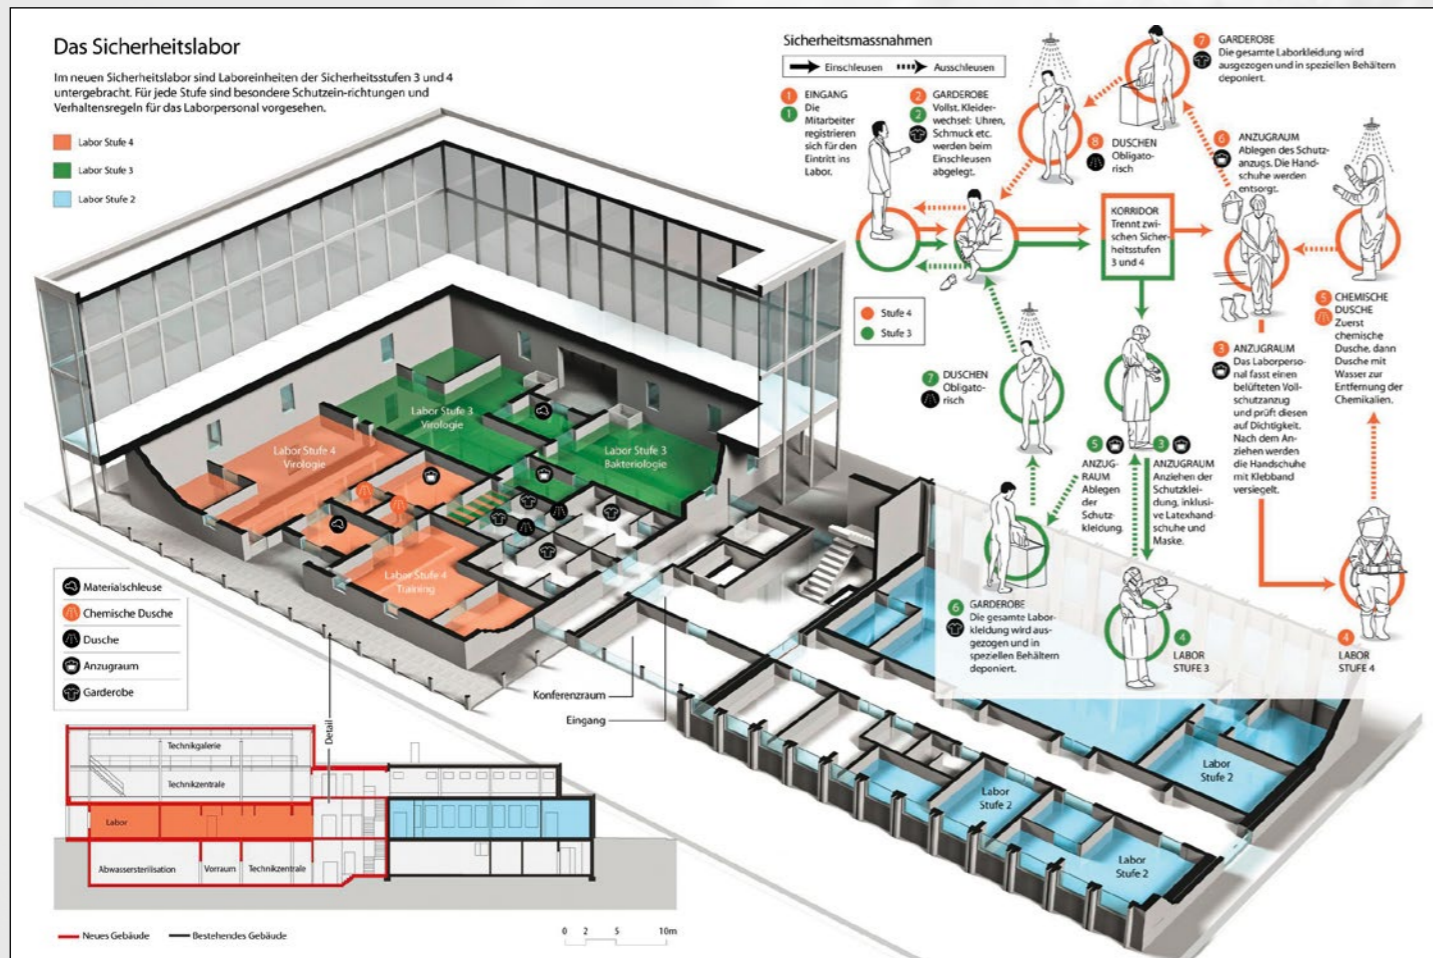 Das Sicherheitslabor
Im neuen Sicherheitslabor sind Laboreinheiten der Sicherheitsstufen 3 und 4
untergebracht. Für jede Stufe sind besondere Schutzein-richtungen und
Verhaltensregeln für das Laborpersonal vorgesehen.
Labor Stufe 4
Labor Stufe 3
Labor Stufe 2
Sicherheitsmassnahmen
Einschleusen
Ausschleusen
1 EINGANG
1 Die
Mitarbeiter
registrieren
sich für den
Eintritt ins
Labor.
2 GARDEROBE
2 Vollst. Kleider-
wechsel: Uhren,
Schmuck etc.
werden beim
Einschleusen
abgelegt.
8 DUSCHEN
Obligato-
risch
7 GARDEROBE
Die gesamte Laborkleidung wird
ausgezogen und in speziellen Behältern
deponiert.
6 ANZUGRAUM
Ablegen des Schutz-
anzugs. Die Hand-
schuhe werden
entsorgt.
KORRIDOR
Trennt zwi-
schen Sicher-
heitsstufen
3 und 4
Stufe 4
Stufe 3
5 CHEMISCHE
DUSCHE
Zuerst
chemische
Dusche, dann
Dusche mit
Wasser zur
Entfernung der
Chemikalien.
3 ANZUGRAUM
Das Laborperso-
nal fasst einen
belüfteten Voll-
schutzanzug
und prüft diesen
auf Dichtigkeit.
Nach dem An-
ziehen werden
die Handschuhe
mit Klebband
versiegelt.
7 DUSCHEN
Obligato-
risch
5
ANZUG-
RAUM
Ablegen
der
Schutz-
kleidung.
3
ANZUGRAUM
Anziehen der
Schutzklei-
dung, inklusi-
ve Latexhand-
schuhe und
Maske.
6 GARDEROBE
Die gesamte Labor-
kleidung wird aus-
gezogen und in
speziellen Behältern
deponiert.
4
LABOR
STUFE 3
4
LABOR
STUFE 4
Labor Stufe 3
Virologie
Labor Stufe 4
Virologie
Labor Stufe 3
Bakteriologie
Labor Stufe 4
Training
Materialschleuse
Chemische Dusche
Dusche
Anzugraum
Garderobe
Konferenzraum
Eingang
Detail
Labor
Stufe 2
Labor
Stufe 2
Labor
Stufe 2
Technikgalerie
Technikzentrale
Labor
Abwassersterilisation
Vorraum
Technikzentrale
Neues Gebäude
Bestehendes Gebäude
0 2 5 10m